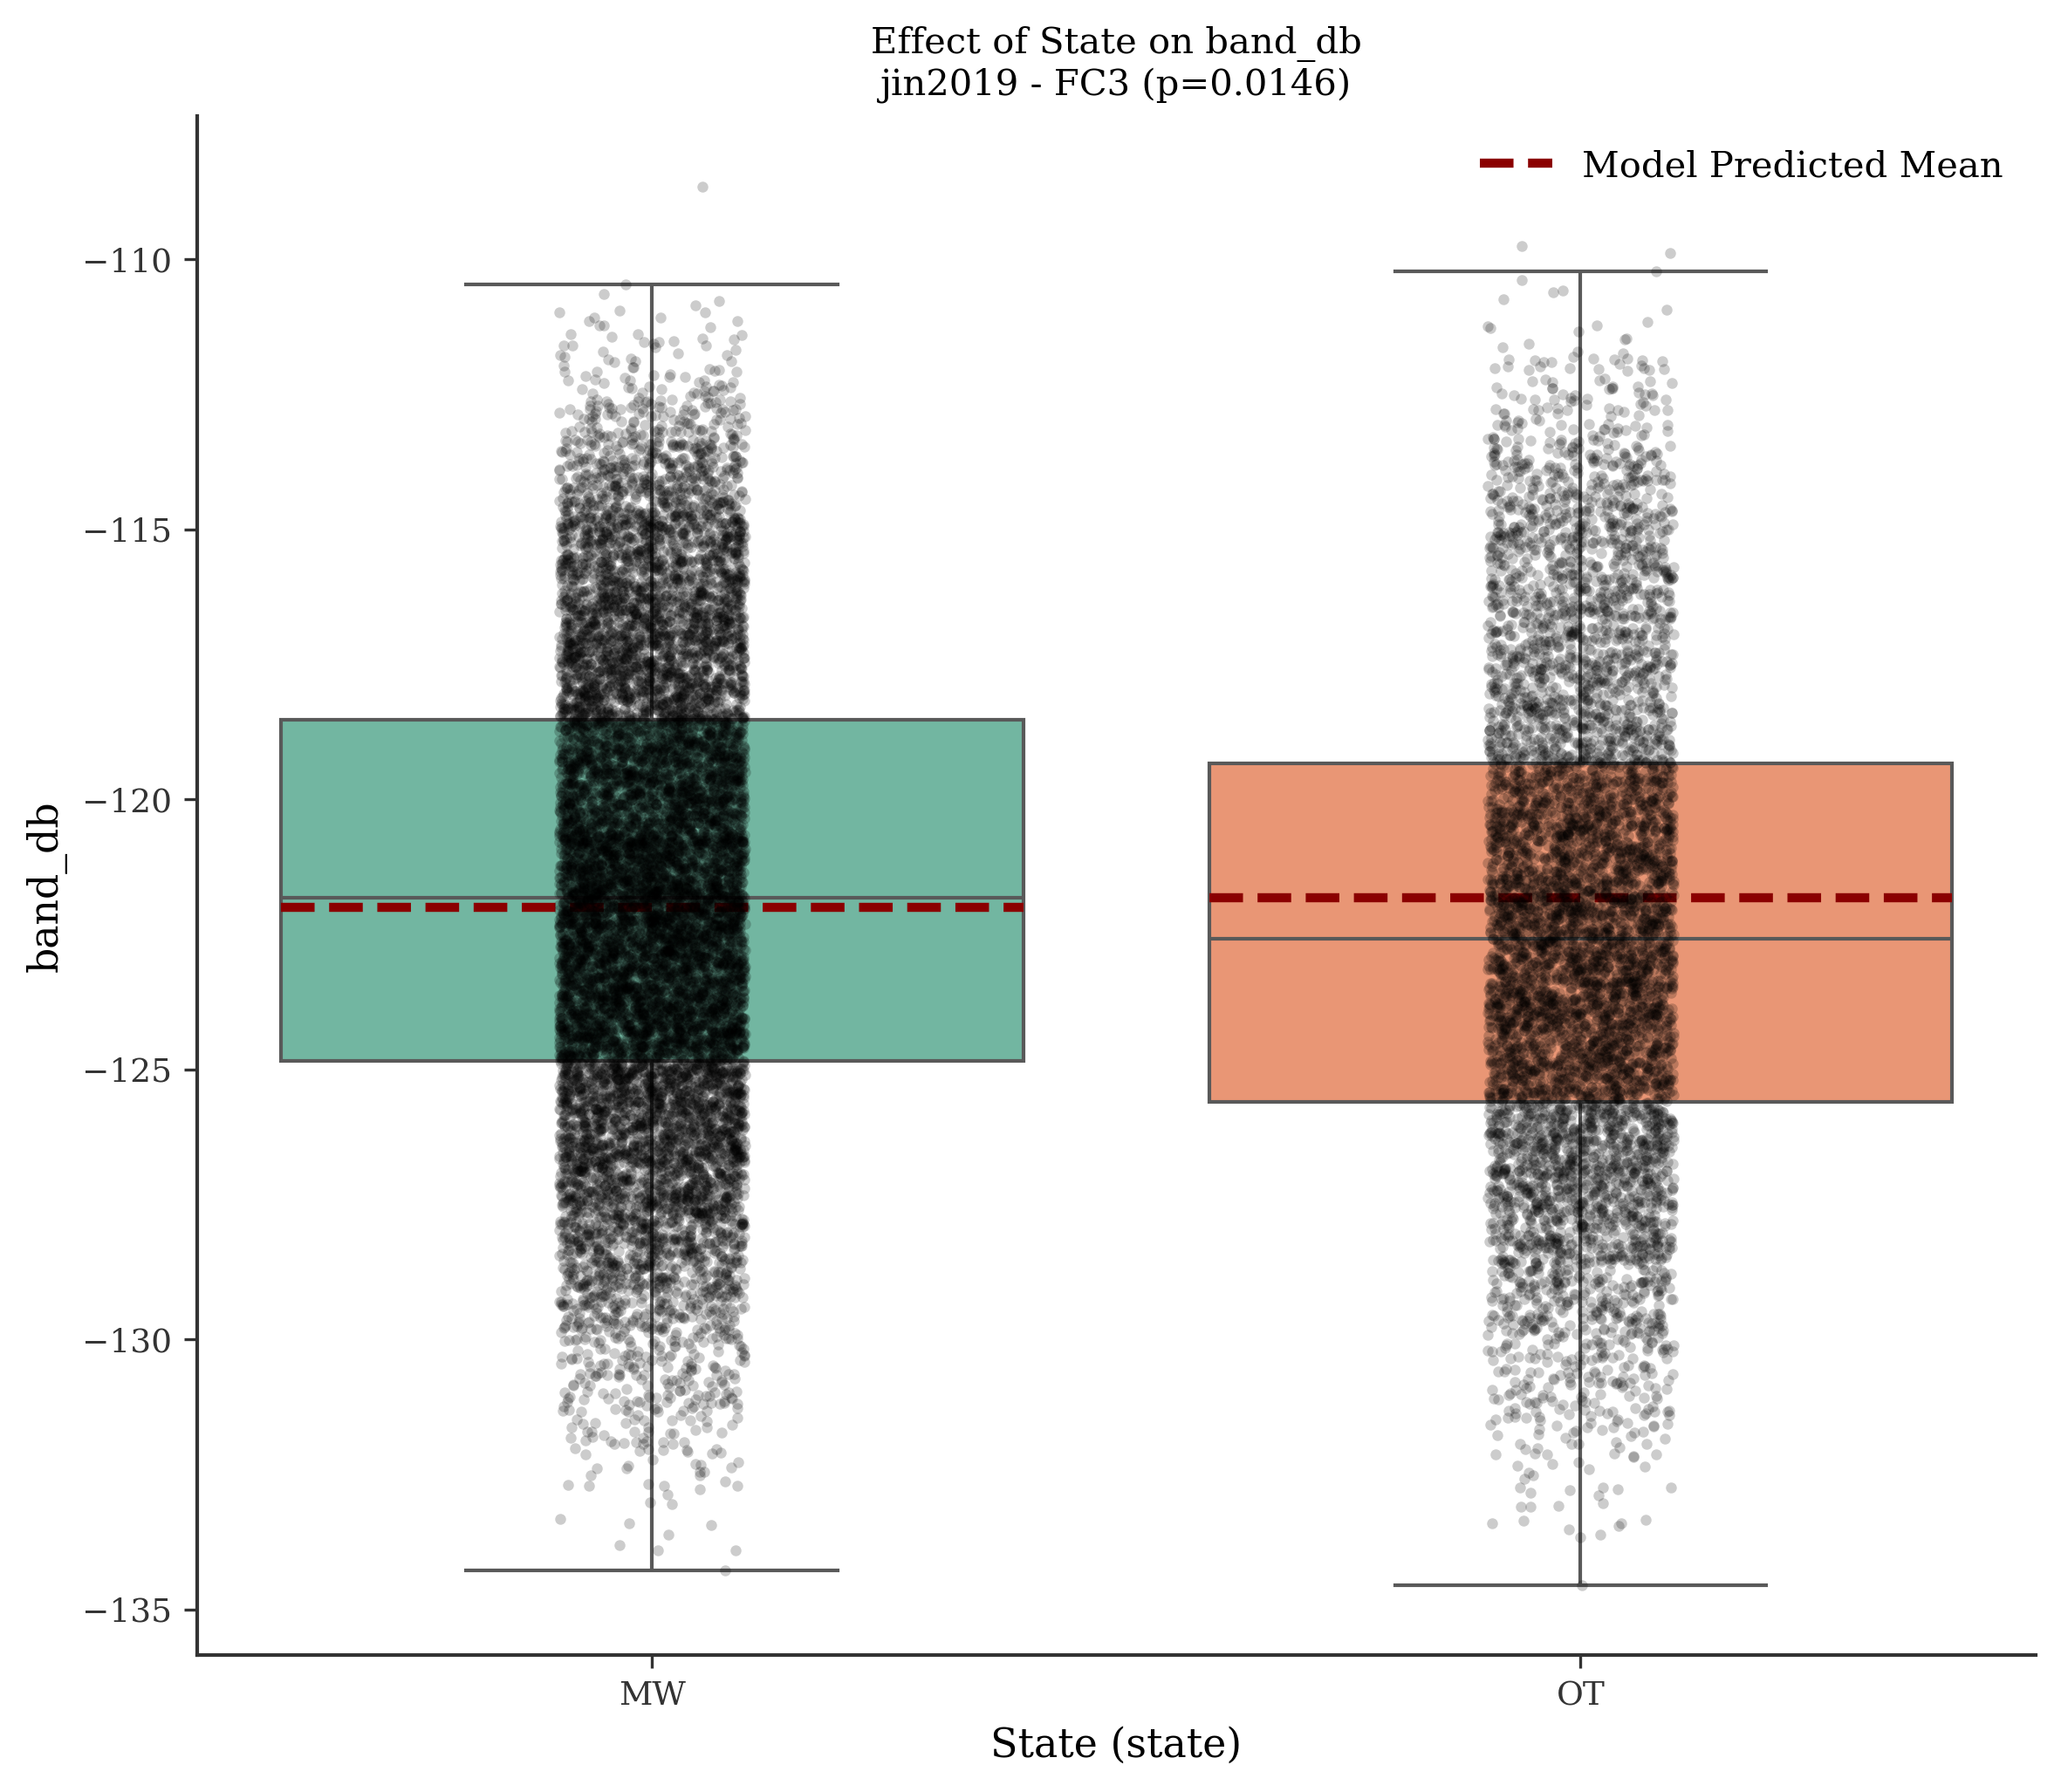 Effect of State on band_db
jin2019 - FC3 (p=0.0146)
Model Predicted Mean
−110
−115
−120
−125
−130
−135
band_db
MW
OT
State (state)